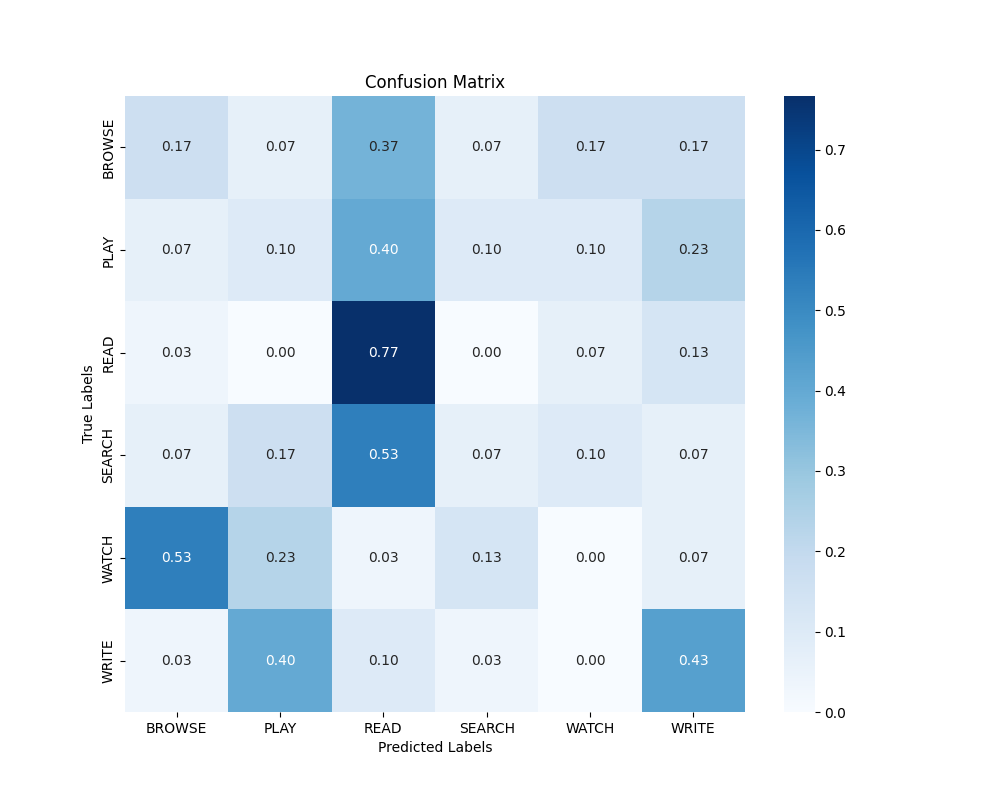 Confusion Matrix
BROWSE 0.17 0.07 0.37 0.07 0.17 0.17
PLAY 0.07 0.10 0.40 0.10 0.10 0.23
READ 0.03 0.00 0.77 0.00 0.07 0.13
SEARCH 0.07 0.17 0.53 0.07 0.10 0.07
WATCH 0.53 0.23 0.03 0.13 0.00 0.07
WRITE 0.03 0.40 0.10 0.03 0.00 0.43
True Labels
BROWSE PLAY READ SEARCH WATCH WRITE
Predicted Labels
0.7
0.6
0.5
0.4
0.3
0.2
0.1
0.0